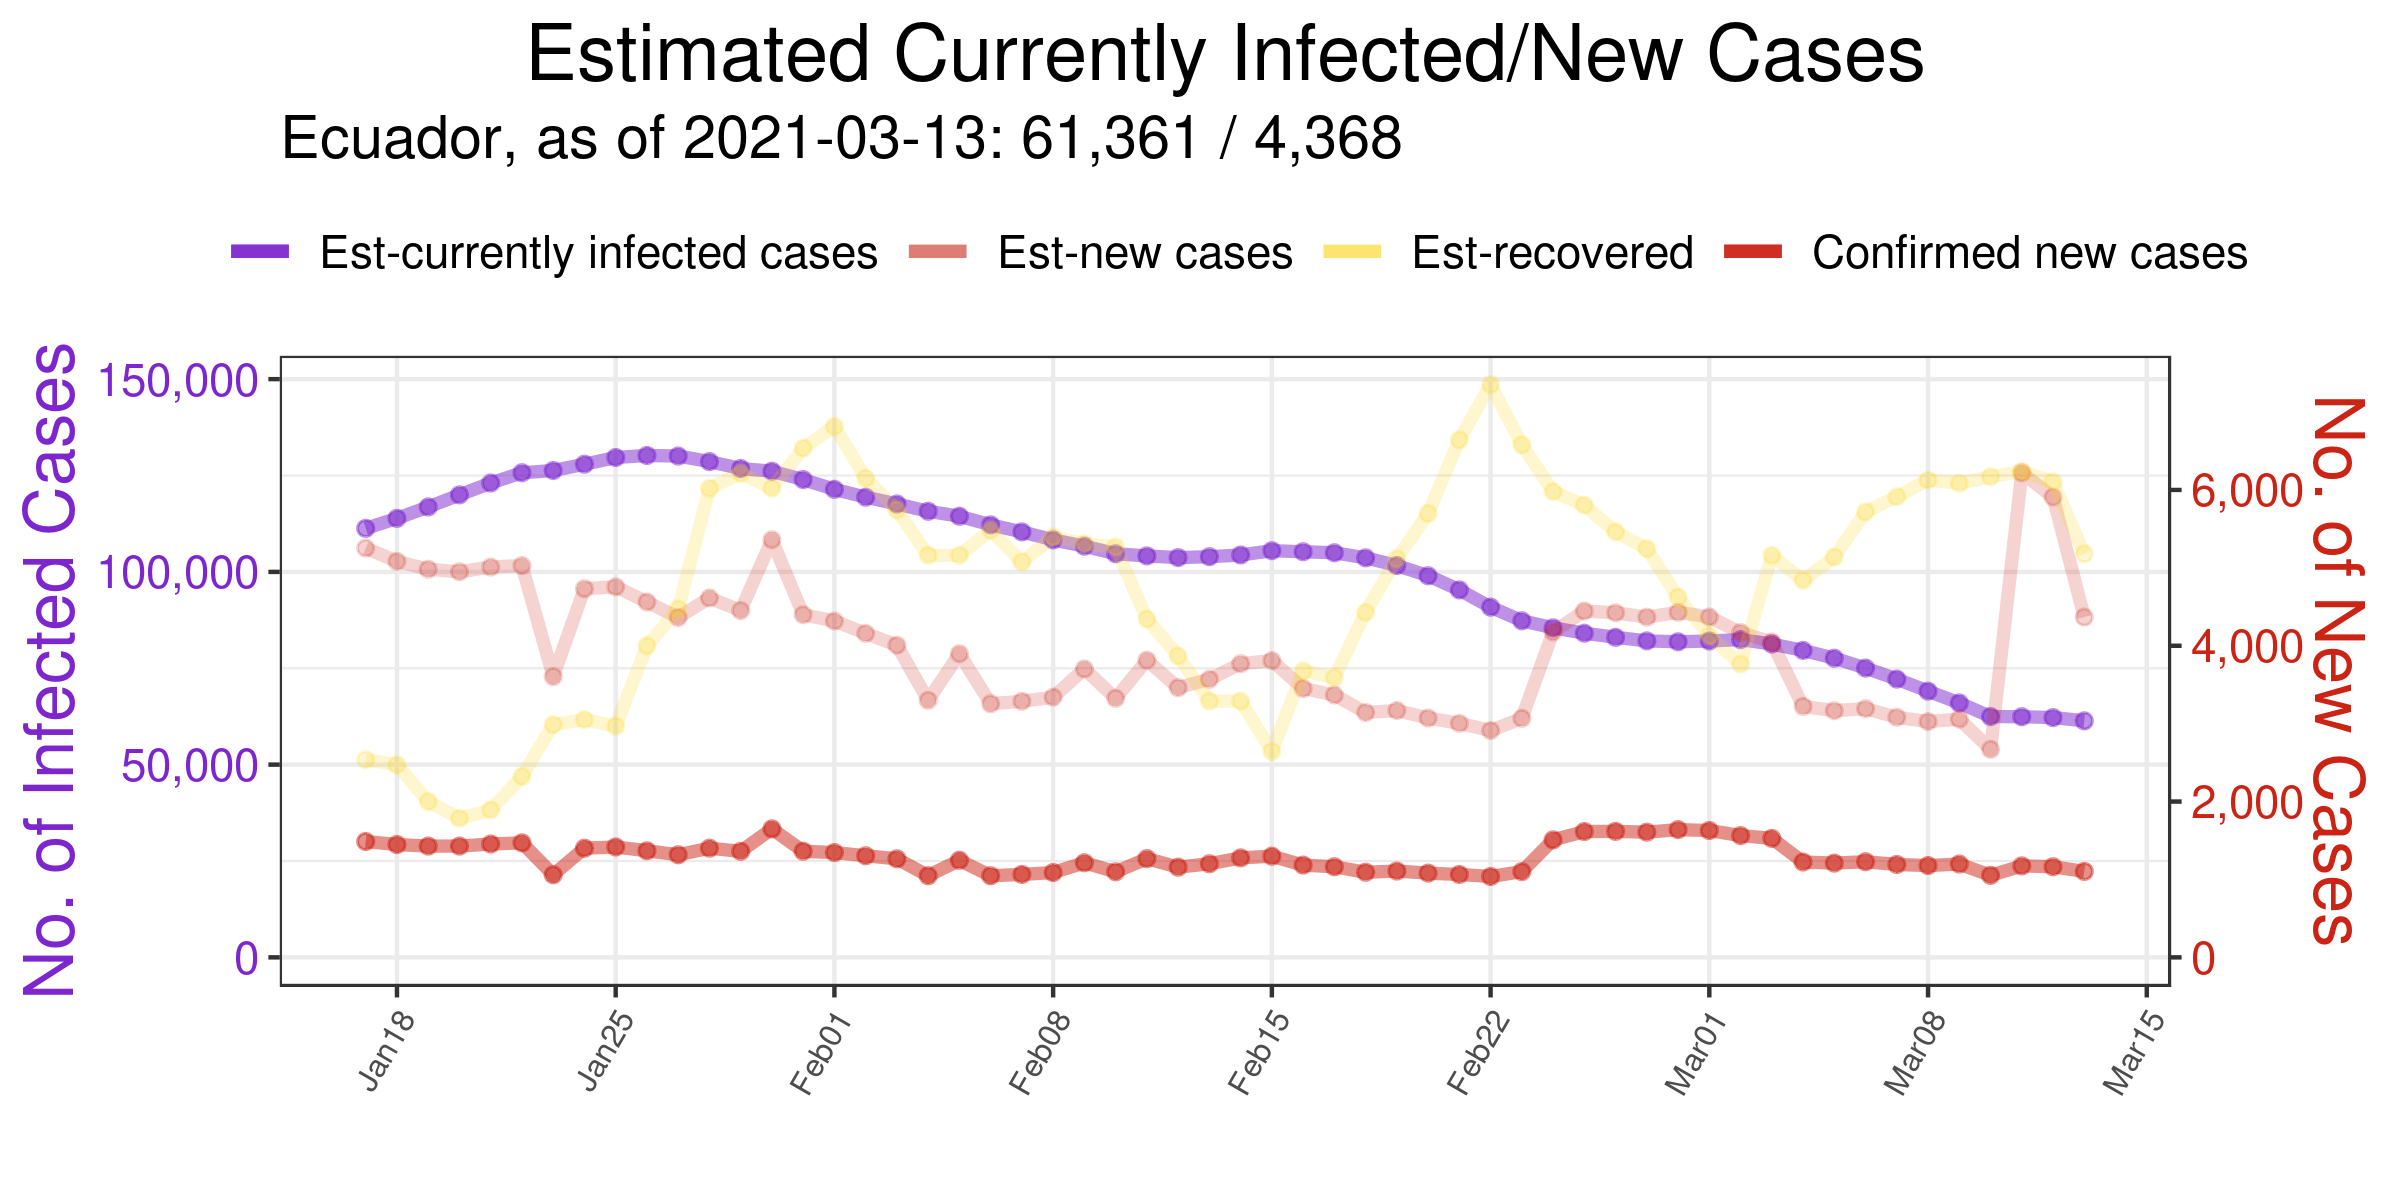 Estimated Currently Infected/New Cases
Ecuador, as of 2021-03-13: 61,361 / 4,368
Est-currently infected cases Est-new cases Est-recovered Confirmed new cases
No. of Infected Cases
150,000
100,000
50,000
0
6,000
4,000
2,000
0
No. of New Cases
Jan18 Jan25 Feb01 Feb08 Feb15 Feb22 Mar01 Mar08 Mar15